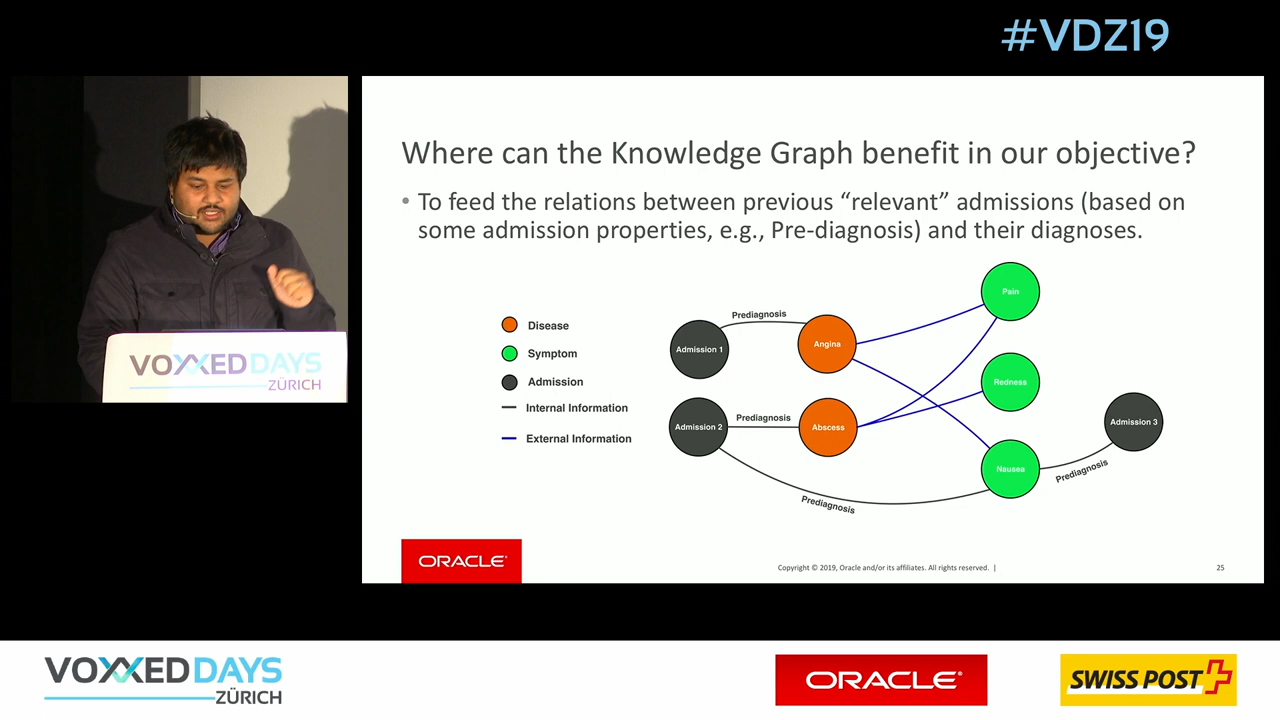 #VDZ19
Where can the Knowledge Graph benefit in our objective?
• To feed the relations between previous “relevant” admissions (based on
some admission properties, e.g., Pre-diagnosis) and their diagnoses.
Disease
Symptom
Admission
Internal Information
External Information
Admission 1
Prediagnosis
Angina
Pain
Redness
Admission 2
Prediagnosis
Abscess
Admission 3
Nausea
Prediagnosis
Prediagnosis
ORACLE
Copyright © 2019, Oracle and/or its affiliates. All rights reserved. |
25
VOXXED DAYS
ZÜRICH
VOXXED DAYS
ZÜRICH
ORACLE
SWISS POST